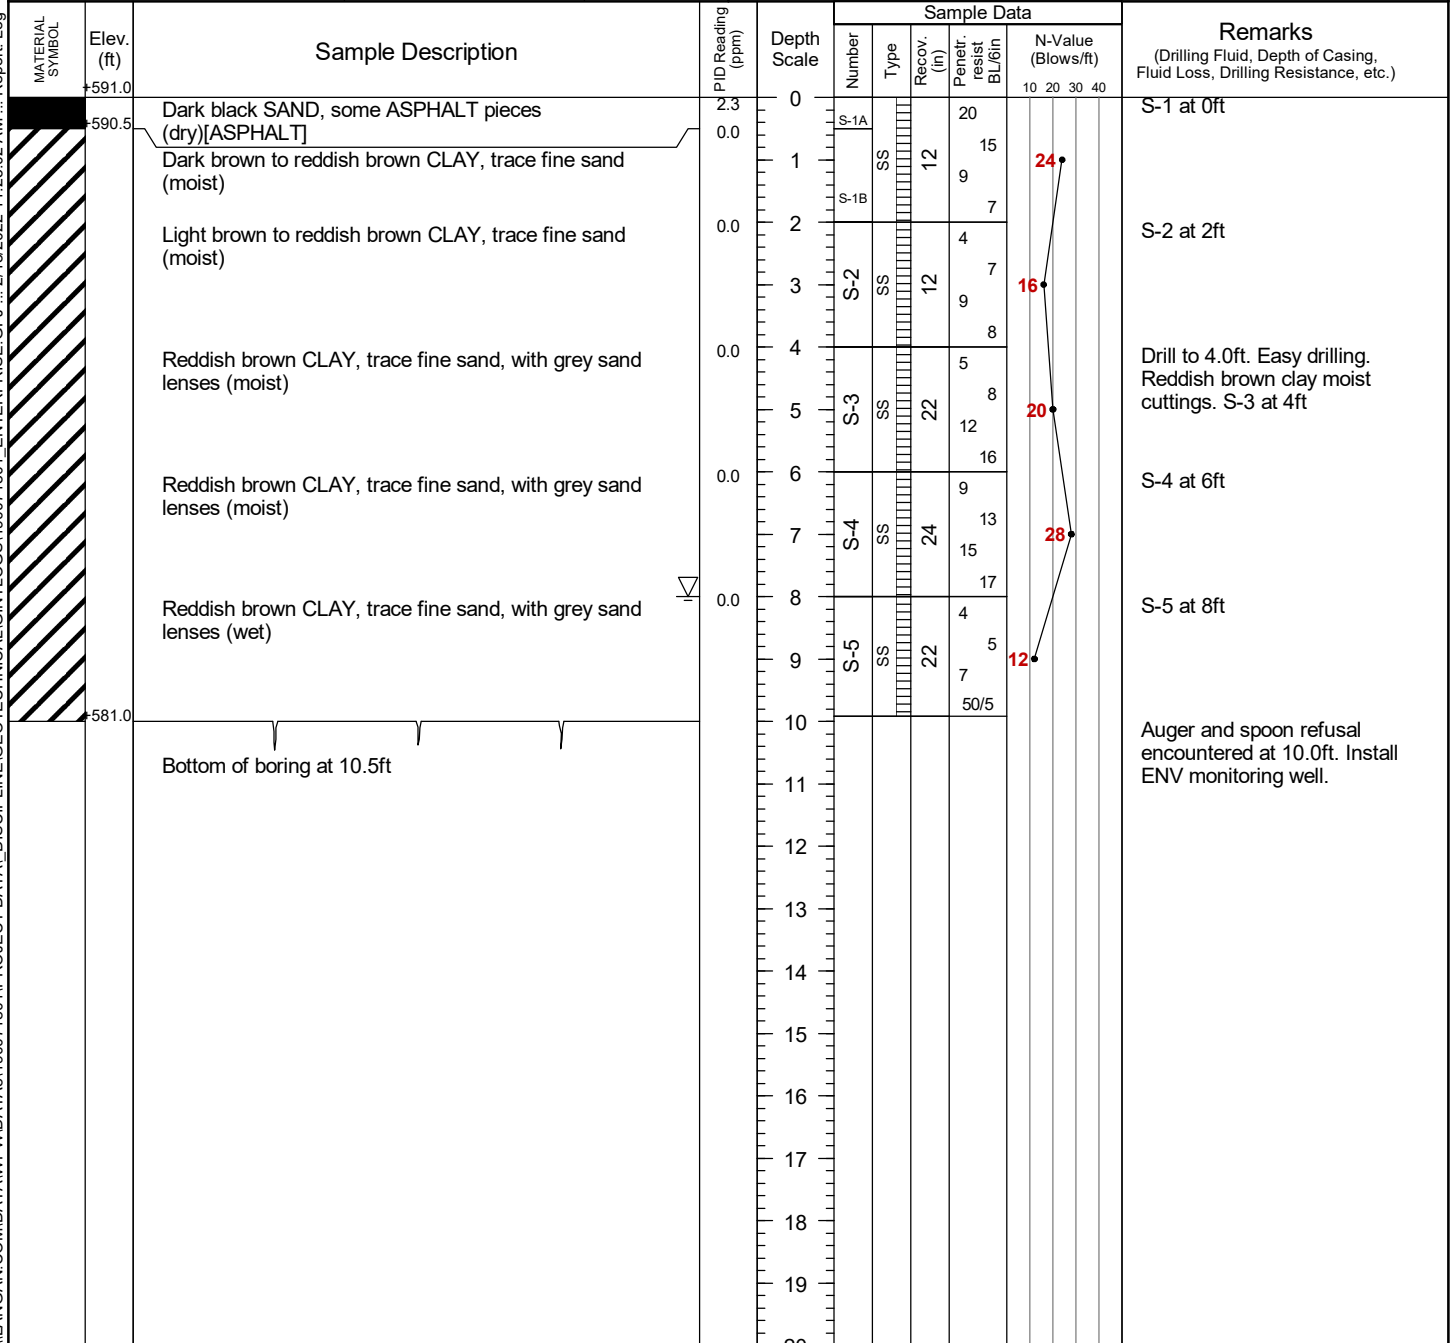 MATERIAL
SYMBOL
Elev.
(ft)
+591.0
Sample Description
PID Reading
(ppm)
Depth
Scale
Sample Data
Number
Type
Recov.
(in)
Penetr.
resist
BL/6in
N-Value
(Blows/ft)
10 20 30 40
Remarks
(Drilling Fluid, Depth of Casing,
Fluid Loss, Drilling Resistance, etc.)
+590.5
Dark black SAND, some ASPHALT pieces
(dry)[ASPHALT]
2.3
0.0
0
S-1A
S-1B
SS
12
20
15
9
7
24
S-1 at 0ft
Dark brown to reddish brown CLAY, trace fine sand
(moist)
1
Light brown to reddish brown CLAY, trace fine sand
(moist)
0.0
2
S-2
SS
12
4
7
9
8
16
S-2 at 2ft
3
Reddish brown CLAY, trace fine sand, with grey sand
lenses (moist)
0.0
4
S-3
SS
22
5
8
12
16
20
Drill to 4.0ft. Easy drilling.
Reddish brown clay moist
cuttings. S-3 at 4ft
5
Reddish brown CLAY, trace fine sand, with grey sand
lenses (moist)
0.0
6
S-4
SS
24
9
13
15
17
28
S-4 at 6ft
7
Reddish brown CLAY, trace fine sand, with grey sand
lenses (wet)
0.0
8
S-5
SS
22
4
5
7
50/5
12
S-5 at 8ft
9
+581.0
10
Bottom of boring at 10.5ft
Auger and spoon refusal
encountered at 10.0ft. Install
ENV monitoring well.
11
12
13
14
15
16
17
18
19